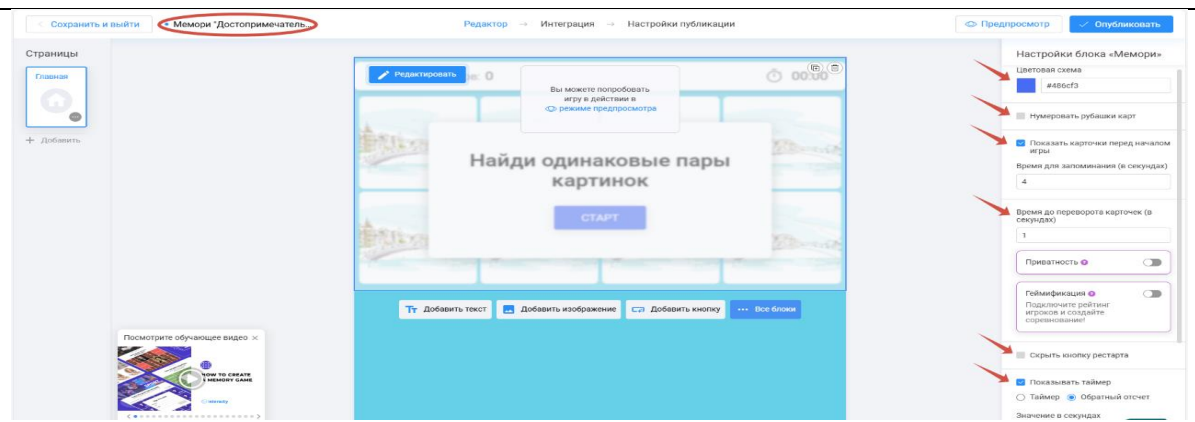 Сохранить и выйти
Мемори "Достопримечатель...
Редактор → Интеграция → Настройки публикации
Предпросмотр
Опубликовать
Страницы
Главная
+ Добавить
Редактировать
: 0
00:00
Вы можете попробовать
игру в действии в
режиме предпросмотра
Найди одинаковые пары
картинок
СТАРТ
Добавить текст
Добавить изображение
Добавить кнопку
Все блоки
Посмотрите обучающее видео ×
HOW TO CREATE
MEMORY GAME
Настройки блока «Мемори»
Цветовая схема
#486cf3
Нумеровать рубашки карт
Показать карточки перед началом
игры
Время для запоминания (в секундах)
4
Время до переворота карточек (в
секундах)
1
Приватность
Геймификация
Подключите рейтинг
игроков и создайте
соревнование!
Скрыть кнопку рестарта
Показывать таймер
Таймер Обратный отсчет
Значение в секундах